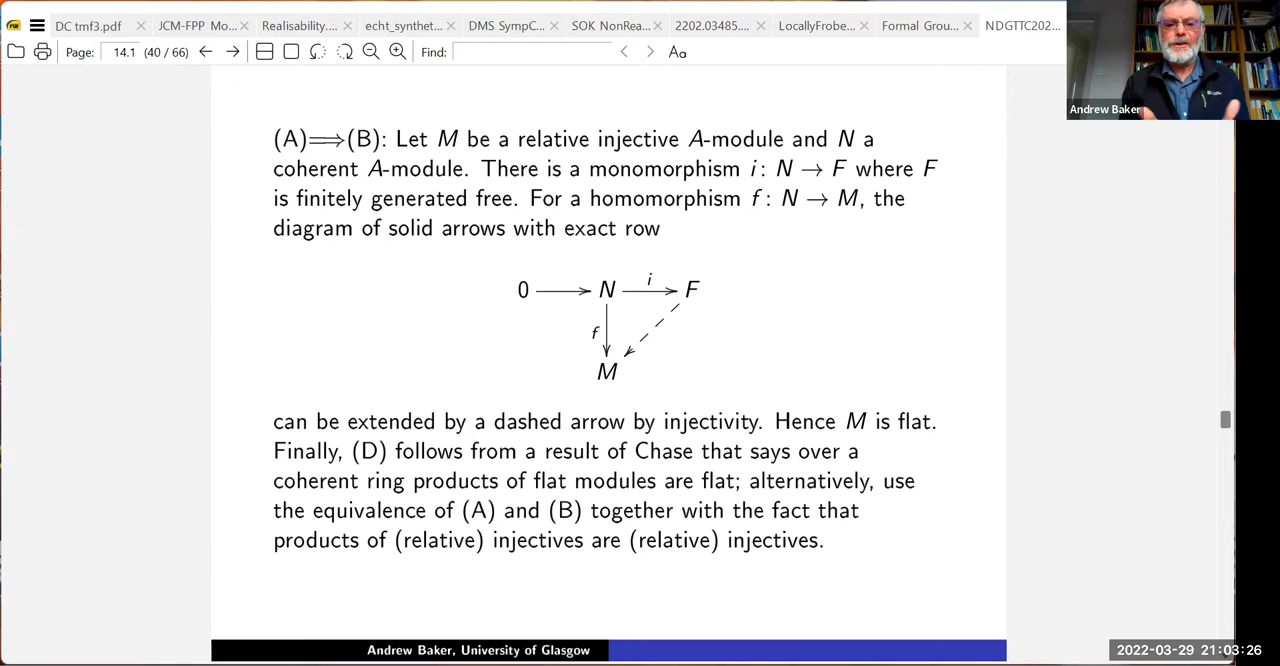 DC tmf3.pdf JCM-FPP Mo... Realisability.... echt_synthet... DMS SympC... SOK NonRea... 2202.03485.... LocallyFrobe... Formal Grou... NDGTTC202...
Page: 14.1 (40 / 66) Find: Aa
Andrew Baker
(A)⟹(B): Let M be a relative injective A-module and N a
coherent A-module. There is a monomorphism i: N → F where F
is finitely generated free. For a homomorphism f: N → M, the
diagram of solid arrows with exact row
i
0 N F
f
M
can be extended by a dashed arrow by injectivity. Hence M is flat.
Finally, (D) follows from a result of Chase that says over a
coherent ring products of flat modules are flat; alternatively, use
the equivalence of (A) and (B) together with the fact that
products of (relative) injectives are (relative) injectives.
Andrew Baker, University of Glasgow
2022-03-29 21:03:26